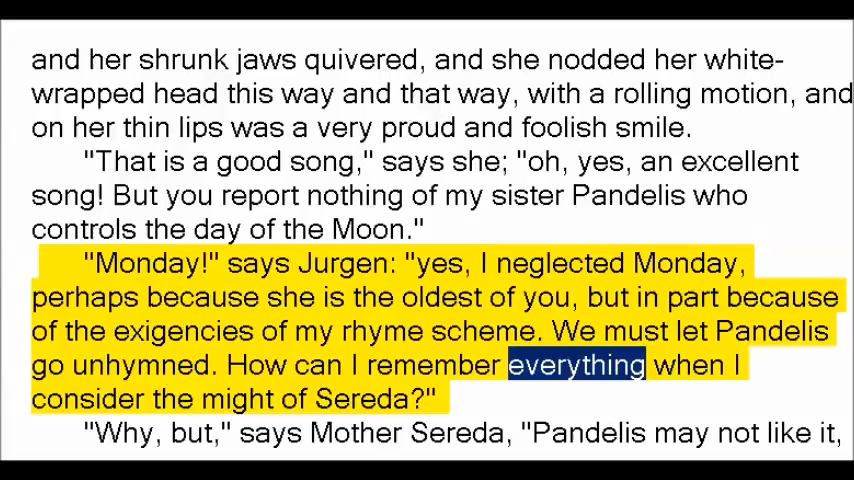 and her shrunk jaws quivered, and she nodded her white-
wrapped head this way and that way, with a rolling motion, and
on her thin lips was a very proud and foolish smile.
"That is a good song," says she; "oh, yes, an excellent
song! But you report nothing of my sister Pandelis who
controls the day of the Moon."
"Monday!" says Jurgen: "yes, I neglected Monday,
perhaps because she is the oldest of you, but in part because
of the exigencies of my rhyme scheme. We must let Pandelis
go unhymned. How can I remember everything when I
consider the might of Sereda?"
"Why, but," says Mother Sereda, "Pandelis may not like it,